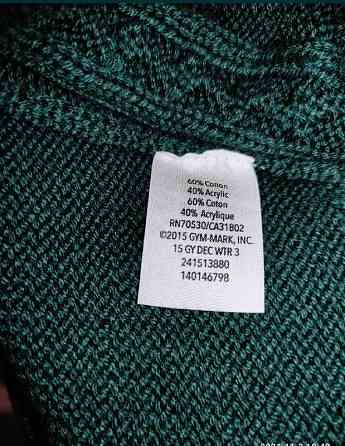 60% Cotton
40% Acrylic
60% Coton
40% Acrylique
RN70530/CA31802
©2015 GYM-MARK, INC.
15 GY DEC WTR 3
241513880
140146798